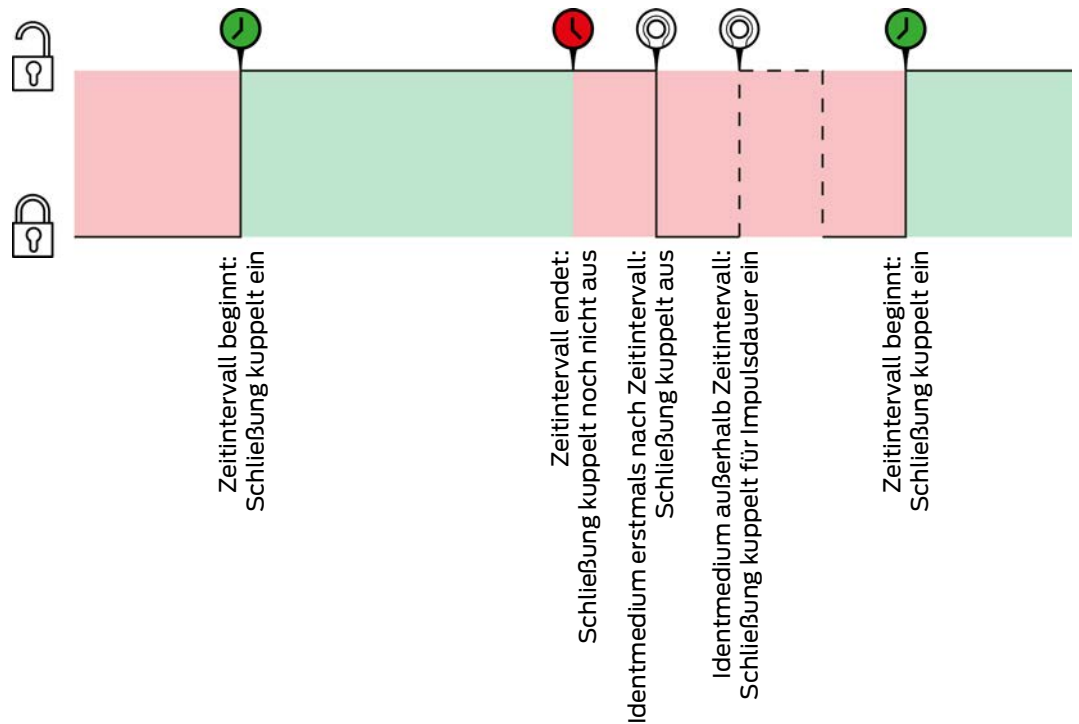 Zeitintervall beginnt:
Schließung kuppelt ein
Zeitintervall endet:
Schließung kuppelt noch nicht aus
Identmedium erstmals nach Zeitintervall:
Schließung kuppelt aus
Identmedium außerhalb Zeitintervall:
Schließung kuppelt für Impulsdauer ein
Zeitintervall beginnt:
Schließung kuppelt ein